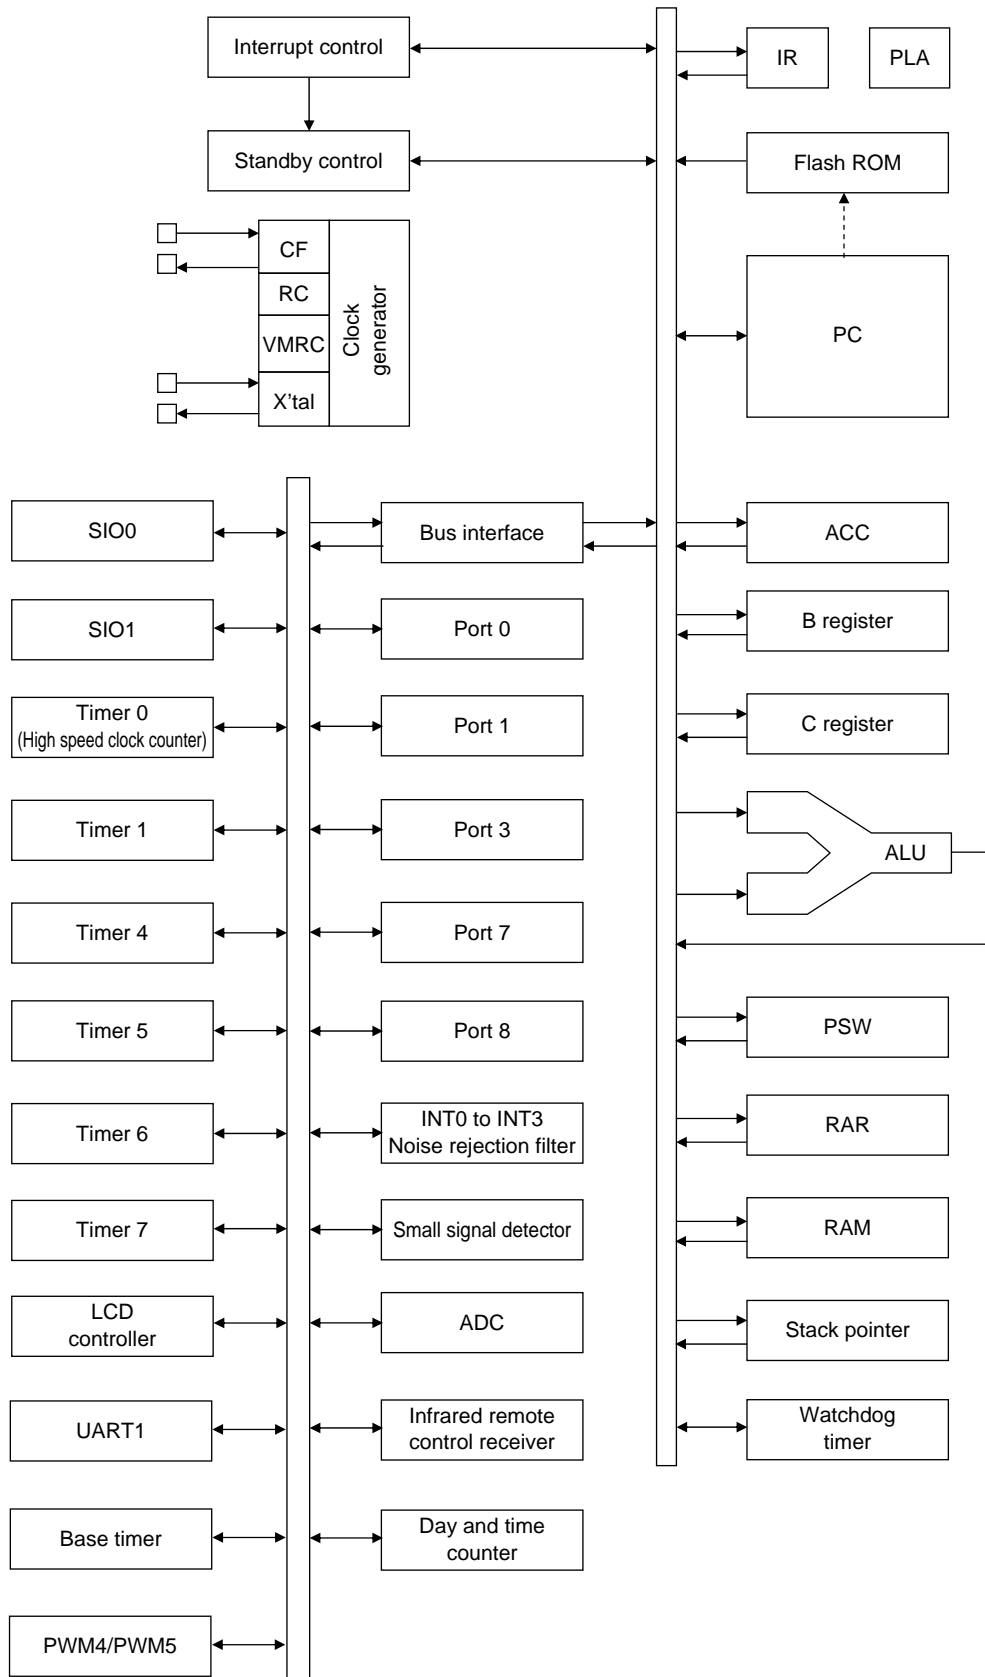 Interrupt control
IR
PLA
Standby control
Flash ROM
CF
RC
VMRC
X'tal
Clock
generator
PC
SIO0
Bus interface
ACC
SIO1
Port 0
B register
Timer 0
(High speed clock counter)
Port 1
C register
Timer 1
Port 3
ALU
Timer 4
Port 7
Timer 5
Port 8
PSW
Timer 6
INT0 to INT3
Noise rejection filter
RAR
Timer 7
Small signal detector
RAM
LCD
controller
ADC
Stack pointer
UART1
Infrared remote
control receiver
Watchdog
timer
Base timer
Day and time
counter
PWM4/PWM5